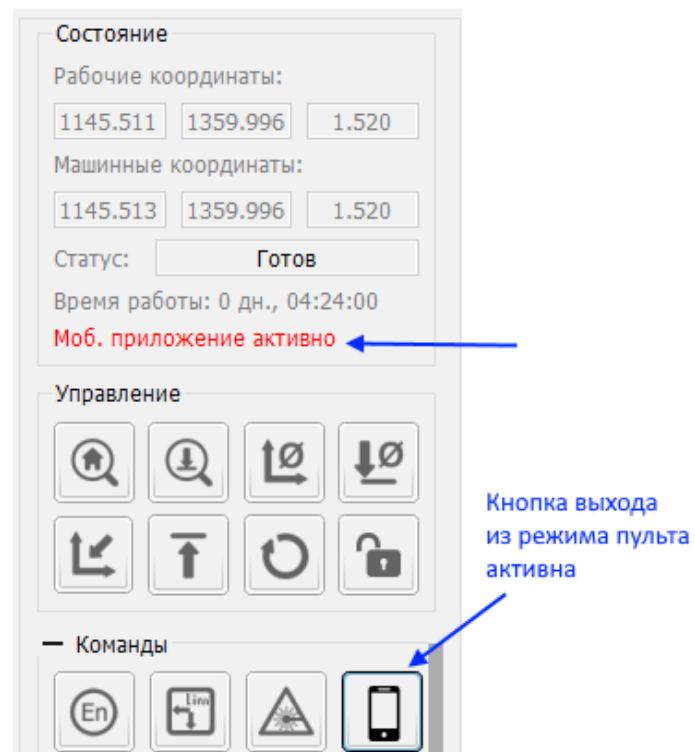 Состояние
Рабочие координаты:
1145.511 1359.996 1.520
Машинные координаты:
1145.513 1359.996 1.520
Статус: Готов
Время работы: 0 дн., 04:24:00
Моб. приложение активно
Управление
Кнопка выхода
из режима пульта
активна
Команды
En
Linn